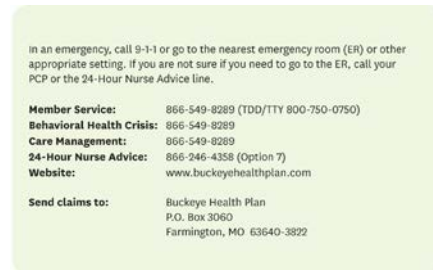 In an emergency, call 9-1-1 or go to the nearest emergency room (ER) or other
appropriate setting. If you are not sure if you need to go to the ER, call your
PCP or the 24-Hour Nurse Advice line.
Member Service: 866-549-8289 (TDD/TTY 800-750-0750)
Behavioral Health Crisis: 866-549-8289
Care Management: 866-549-8289
24-Hour Nurse Advice: 866-246-4358 (Option 7)
Website: www.buckeyehealthplan.com
Send claims to: Buckeye Health Plan
P.O. Box 3060
Farmington, MO 63640-3822